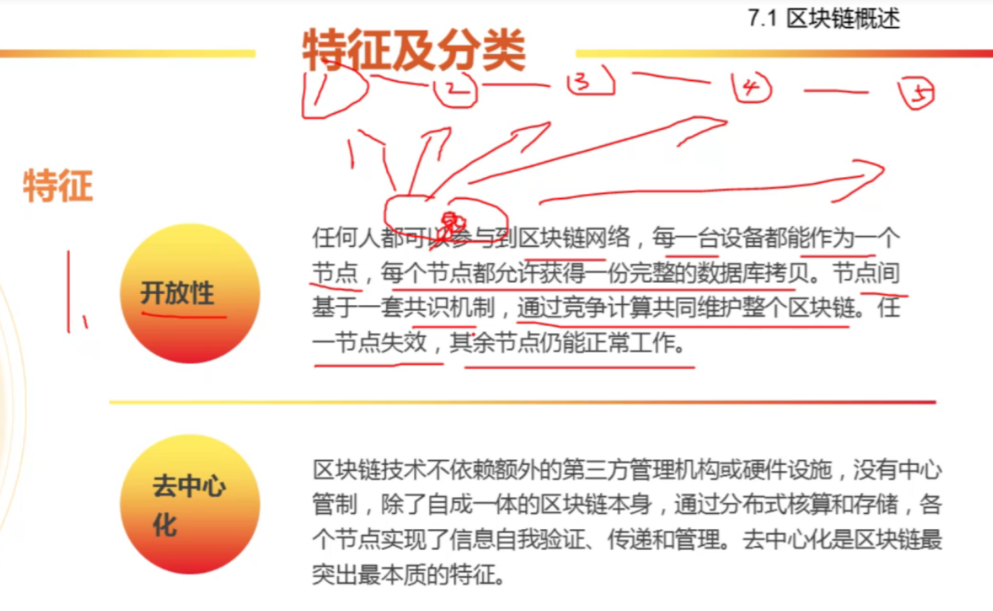 7.1 区块链概述
特征及分类
1 2 3 4 5
特征
任何人都可以参与到区块链网络，每一台设备都能作为一个
节点，每个节点都允许获得一份完整的数据库拷贝。节点间
基于一套共识机制，通过竞争计算共同维护整个区块链。任
一节点失效，其余节点仍能正常工作。
开放性
1、
区块链技术不依赖额外的第三方管理机构或硬件设施，没有中心
管制，除了自成一体的区块链本身，通过分布式核算和存储，各
个节点实现了信息自我验证、传递和管理。去中心化是区块链最
突出最本质的特征。
去中心
化